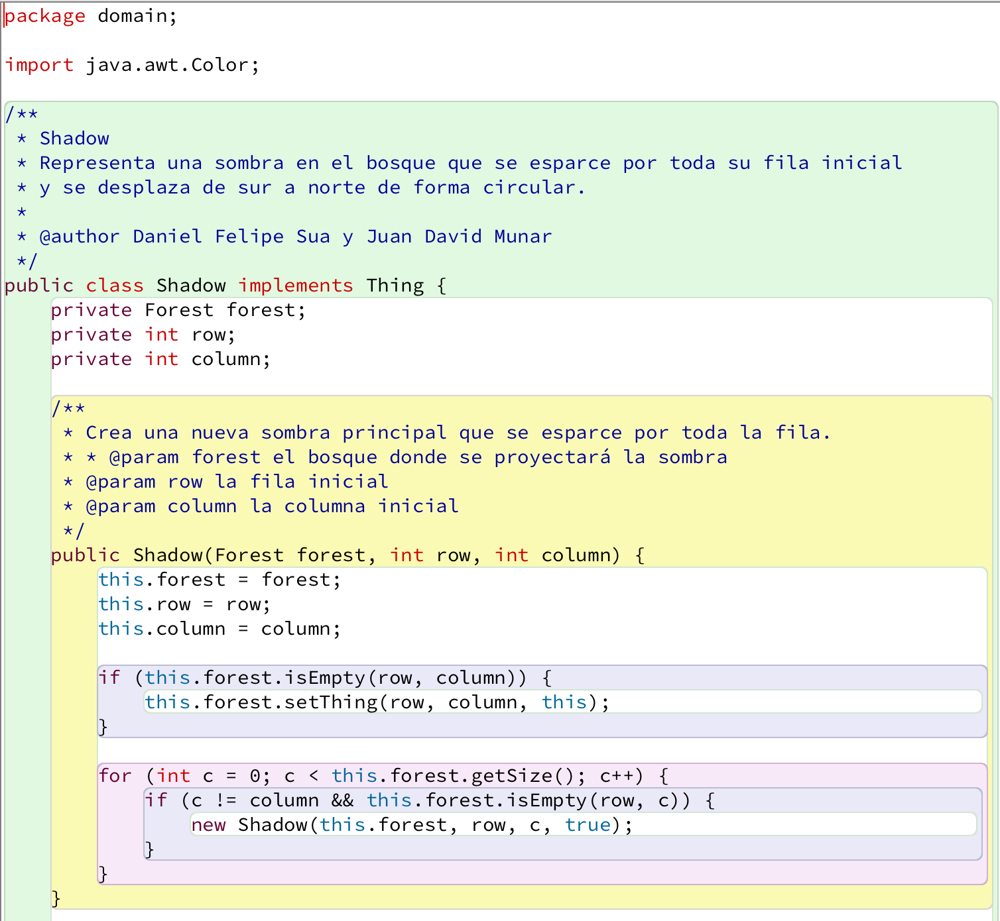 package domain;
import java.awt.Color;
/**
 * Shadow
 * Representa una sombra en el bosque que se esparce por toda su fila inicial
 * y se desplaza de sur a norte de forma circular.
 *
 * @author Daniel Felipe Sua y Juan David Munar
 */
public class Shadow implements Thing {
    private Forest forest;
    private int row;
    private int column;
    /**
     * Crea una nueva sombra principal que se esparce por toda la fila.
     * * @param forest el bosque donde se proyectará la sombra
     * @param row la fila inicial
     * @param column la columna inicial
     */
    public Shadow(Forest forest, int row, int column) {
        this.forest = forest;
        this.row = row;
        this.column = column;
        if (this.forest.isEmpty(row, column)) {
            this.forest.setThing(row, column, this);
        }
        for (int c = 0; c < this.forest.getSize(); c++) {
            if (c != column && this.forest.isEmpty(row, c)) {
                new Shadow(this.forest, row, c, true);
            }
        }
    }